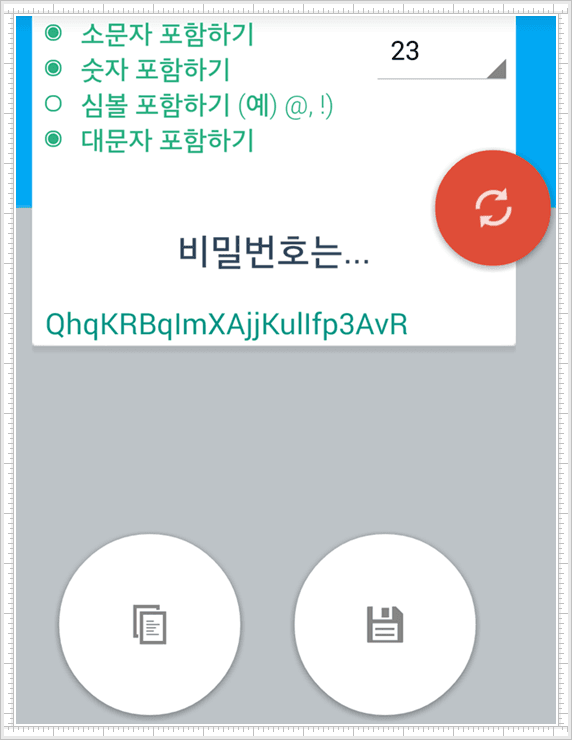 소문자 포함하기
23
숫자 포함하기
심볼 포함하기 (예) @, !)
대문자 포함하기
비밀번호는...
QhqKRBqImXAjjKulIfp3AvR